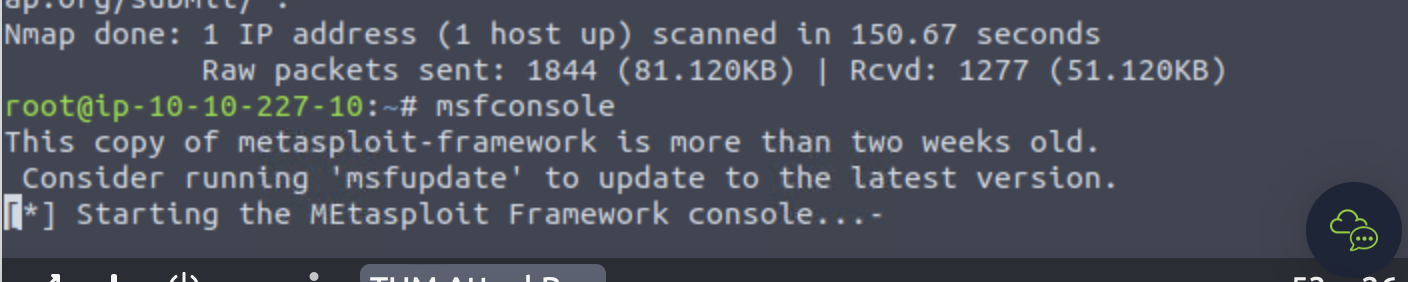 Nmap done: 1 IP address (1 host up) scanned in 150.67 seconds
Raw packets sent: 1844 (81.120KB) | Rcvd: 1277 (51.120KB)
root@ip-10-10-227-10:~# msfconsole
This copy of metasploit-framework is more than two weeks old.
Consider running 'msfupdate' to update to the latest version.
[*] Starting the MEtasploit Framework console...-